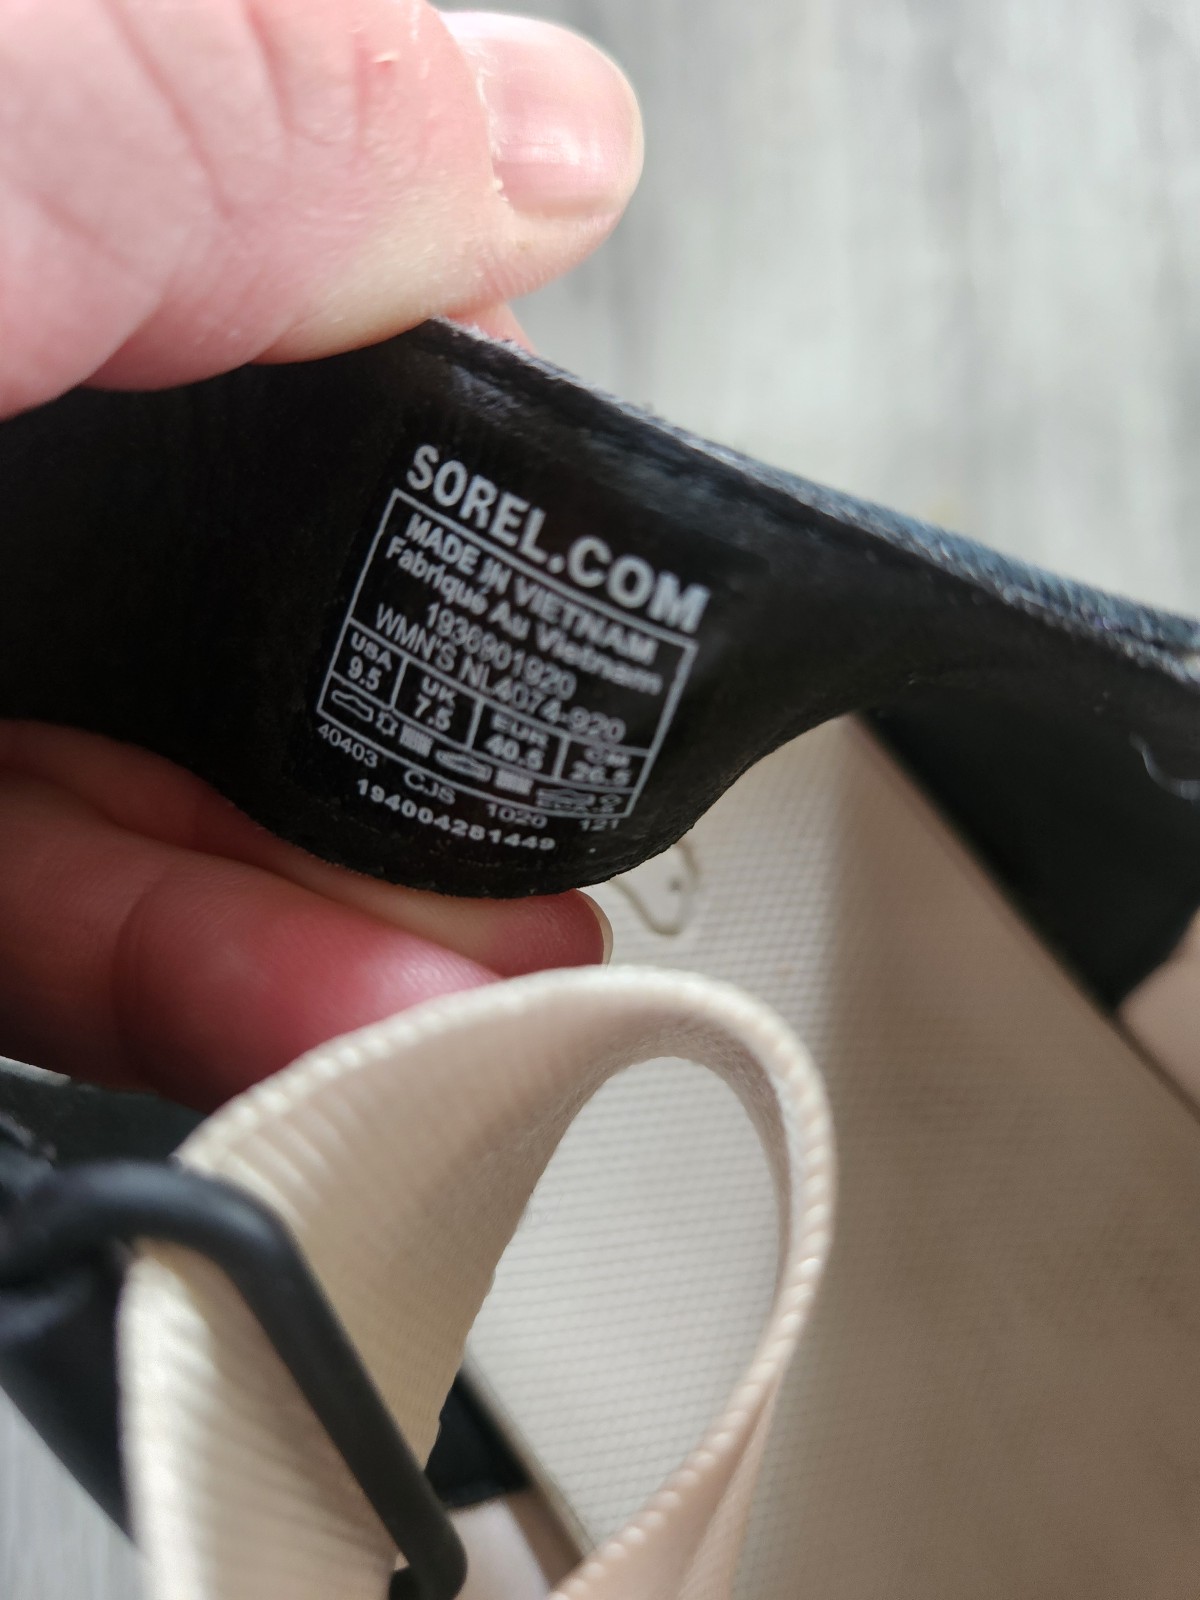 SOREL.COM
MADE IN VIETNAM
Fabriqué Au Vietnam
1936901920
WMN'S NL4074-920
USA UK EUR CM
9.5 7.5 40.5 26.5
40403 CJS 1020 121
194004281449